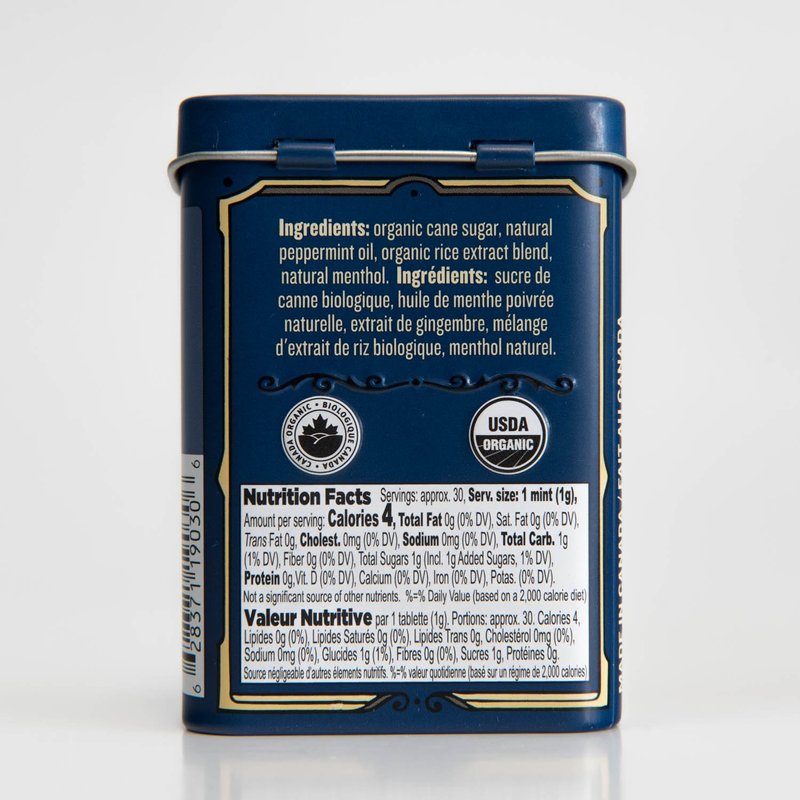 Ingredients: organic cane sugar, natural
peppermint oil, organic rice extract blend,
natural menthol. Ingrédients: sucre de
canne biologique, huile de menthe poivrée
naturelle, extrait de gingembre, mélange
d'extrait de riz biologique, menthol naturel.
CANADA ORGANIC • BIOLOGIQUE CANADA •
USDA
ORGANIC
Nutrition Facts Servings: approx. 30, Serv. size: 1 mint (1g),
Amount per serving: Calories 4, Total Fat 0g (0% DV), Sat. Fat 0g (0% DV),
Trans Fat 0g, Cholest. 0mg (0% DV), Sodium 0mg (0% DV), Total Carb. 1g
(1% DV), Fiber 0g (0% DV), Total Sugars 1g (Incl. 1g Added Sugars, 1% DV),
Protein 0g, Vit. D (0% DV), Calcium (0% DV), Iron (0% DV), Potas. (0% DV).
Not a significant source of other nutrients. %=% Daily Value (based on a 2,000 calorie diet)
Valeur Nutritive par 1 tablette (1g). Portions: approx. 30. Calories 4,
Lipides 0g (0%), Lipides Saturés 0g (0%), Lipides Trans 0g, Cholestérol 0mg (0%),
Sodium 0mg (0%), Glucides 1g (1%), Fibres 0g (0%), Sucres 1g, Protéines 0g.
Source négligeable d'autres élements nutritifs. %=% valeur quotidienne (basé sur un régime de 2,000 calories)
6 28371 19030 6
MADE IN CANADA / FAIT AU CANADA